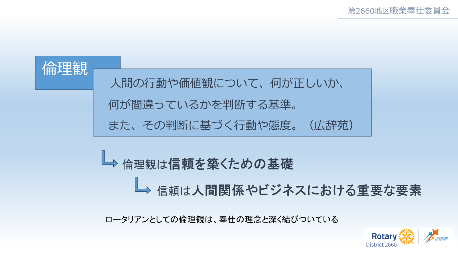 第2660地区職業奉仕委員会
倫理観
人間の行動や価値観について、何が正しいか、
何が間違っているかを判断する基準。
また、その判断に基づく行動や態度。（広辞苑）
倫理観は信頼を築くための基礎
信頼は人間関係やビジネスにおける重要な要素
ロータリアンとしての倫理観は、奉仕の理念と深く結びついている
Rotary
District 2660